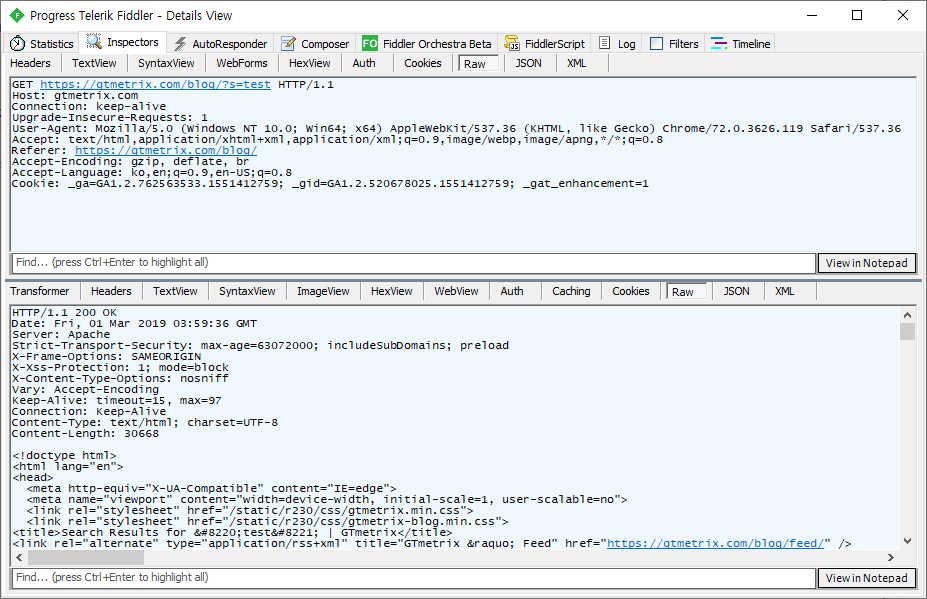 Progress Telerik Fiddler - Details View
Statistics Inspectors AutoResponder Composer FO Fiddler Orchestra Beta FiddlerScript Log Filters Timeline
Headers TextView SyntaxView WebForms HexView Auth Cookies Raw JSON XML
GET https://gtmetrix.com/blog/?s=test HTTP/1.1
Host: gtmetrix.com
Connection: keep-alive
Upgrade-Insecure-Requests: 1
User-Agent: Mozilla/5.0 (Windows NT 10.0; Win64; x64) AppleWebKit/537.36 (KHTML, like Gecko) Chrome/72.0.3626.119 Safari/537.36
Accept: text/html,application/xhtml+xml,application/xml;q=0.9,image/webp,image/apng,*/*;q=0.8
Referer: https://gtmetrix.com/blog/
Accept-Encoding: gzip, deflate, br
Accept-Language: ko,en;q=0.9,en-US;q=0.8
Cookie: _ga=GA1.2.762563533.1551412759; _gid=GA1.2.520678025.1551412759; _gat_enhancement=1
Find... (press Ctrl+Enter to highlight all) View in Notepad
Transformer Headers TextView SyntaxView ImageView HexView WebView Auth Caching Cookies Raw JSON XML
HTTP/1.1 200 OK
Date: Fri, 01 Mar 2019 03:59:36 GMT
Server: Apache
Strict-Transport-Security: max-age=63072000; includeSubDomains; preload
X-Frame-Options: SAMEORIGIN
X-Xss-Protection: 1; mode=block
X-Content-Type-Options: nosniff
Vary: Accept-Encoding
Keep-Alive: timeout=15, max=97
Connection: Keep-Alive
Content-Type: text/html; charset=UTF-8
Content-Length: 30668
<!doctype html>
<html lang="en">
<head>
<meta http-equiv="X-UA-Compatible" content="IE=edge">
<meta name="viewport" content="width=device-width, initial-scale=1, user-scalable=no">
<link rel="stylesheet" href="/static/r230/css/gtmetrix.min.css">
<link rel="stylesheet" href="/static/r230/css/gtmetrix-blog.min.css">
<title>Search Results for &#8220;test&#8221; | GTmetrix</title>
<link rel="alternate" type="application/rss+xml" title="GTmetrix &raquo; Feed" href="https://gtmetrix.com/blog/feed/" />
Find... (press Ctrl+Enter to highlight all) View in Notepad